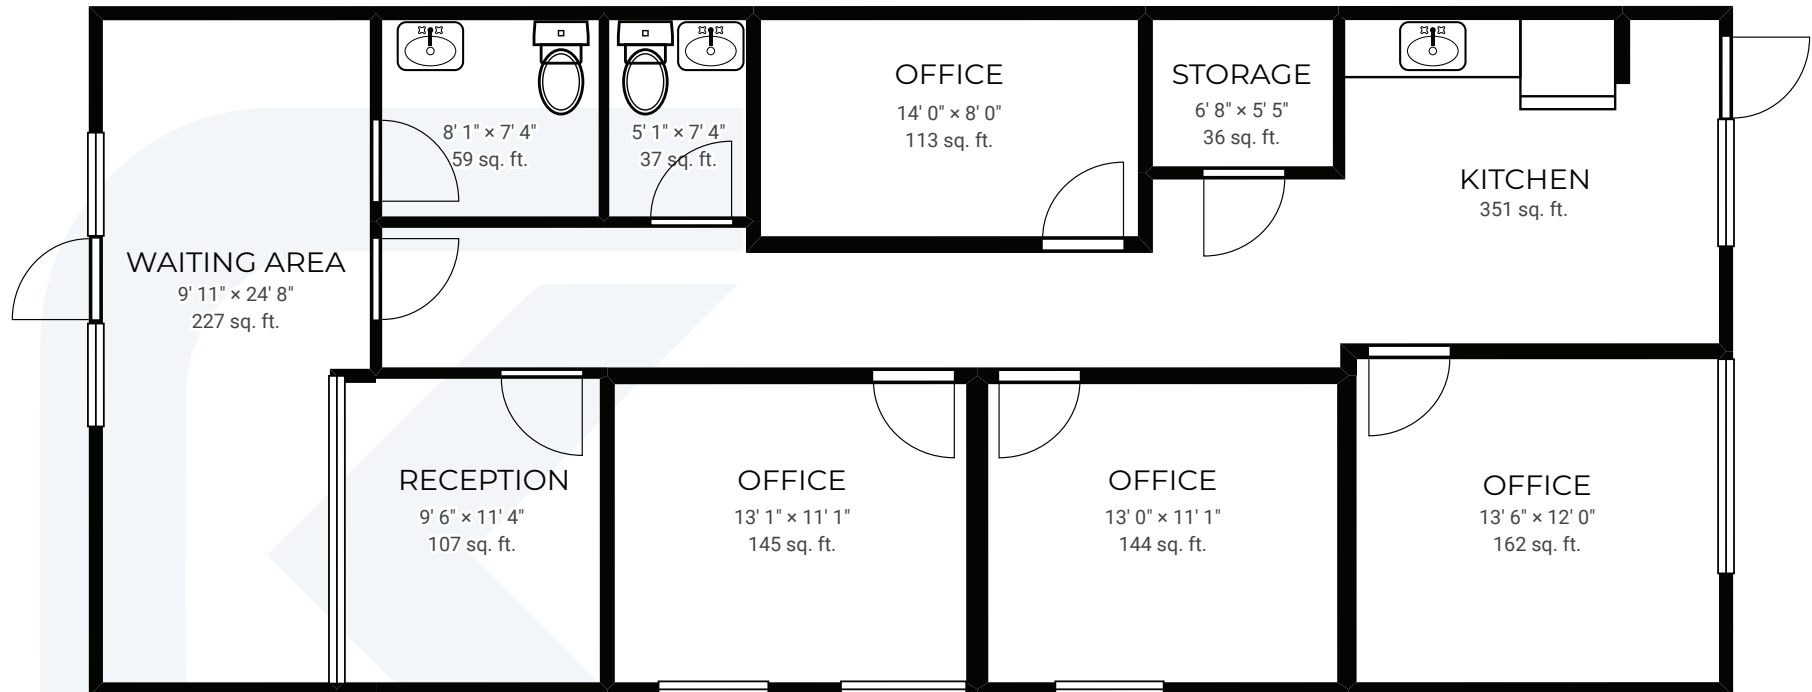 OFFICE
14' 0" × 8' 0"
113 sq. ft.
STORAGE
6' 8" × 5' 5"
36 sq. ft.
8' 1" × 7' 4"
59 sq. ft.
5' 1" × 7' 4"
37 sq. ft.
KITCHEN
351 sq. ft.
WAITING AREA
9' 11" × 24' 8"
227 sq. ft.
RECEPTION
9' 6" × 11' 4"
107 sq. ft.
OFFICE
13' 1" × 11' 1"
145 sq. ft.
OFFICE
13' 0" × 11' 1"
144 sq. ft.
OFFICE
13' 6" × 12' 0"
162 sq. ft.